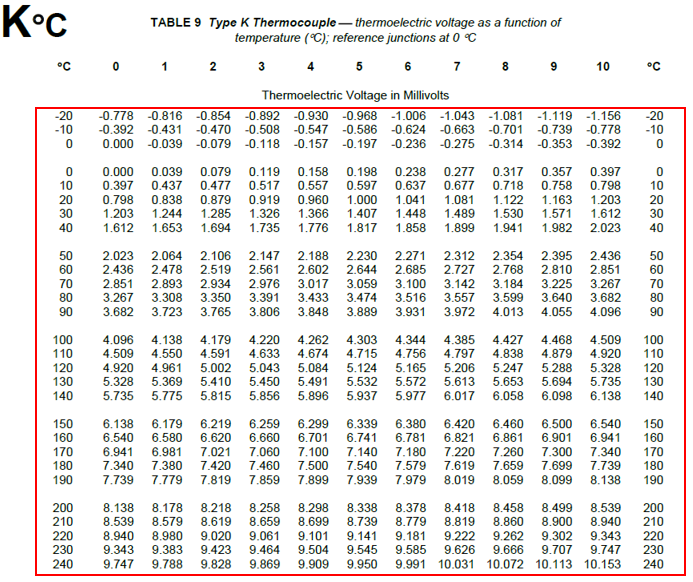 K°C
TABLE 9 Type K Thermocouple — thermoelectric voltage as a function of
temperature (°C); reference junctions at 0 °C
°C 0 1 2 3 4 5 6 7 8 9 10 °C
Thermoelectric Voltage in Millivolts
-20 -0.778 -0.816 -0.854 -0.892 -0.930 -0.968 -1.006 -1.043 -1.081 -1.119 -1.156 -20
-10 -0.392 -0.431 -0.470 -0.508 -0.547 -0.586 -0.624 -0.663 -0.701 -0.739 -0.778 -10
0 0.000 -0.039 -0.079 -0.118 -0.157 -0.197 -0.236 -0.275 -0.314 -0.353 -0.392 0
0 0.000 0.039 0.079 0.119 0.158 0.198 0.238 0.277 0.317 0.357 0.397 0
10 0.397 0.437 0.477 0.517 0.557 0.597 0.637 0.677 0.718 0.758 0.798 10
20 0.798 0.838 0.879 0.919 0.960 1.000 1.041 1.081 1.122 1.163 1.203 20
30 1.203 1.244 1.285 1.326 1.366 1.407 1.448 1.489 1.530 1.571 1.612 30
40 1.612 1.653 1.694 1.735 1.776 1.817 1.858 1.899 1.941 1.982 2.023 40
50 2.023 2.064 2.106 2.147 2.188 2.230 2.271 2.312 2.354 2.395 2.436 50
60 2.436 2.478 2.519 2.561 2.602 2.644 2.685 2.727 2.768 2.810 2.851 60
70 2.851 2.893 2.934 2.976 3.017 3.059 3.100 3.142 3.184 3.225 3.267 70
80 3.267 3.308 3.350 3.391 3.433 3.474 3.516 3.557 3.599 3.640 3.682 80
90 3.682 3.723 3.765 3.806 3.848 3.889 3.931 3.972 4.013 4.055 4.096 90
100 4.096 4.138 4.179 4.220 4.262 4.303 4.344 4.385 4.427 4.468 4.509 100
110 4.509 4.550 4.591 4.633 4.674 4.715 4.756 4.797 4.838 4.879 4.920 110
120 4.920 4.961 5.002 5.043 5.084 5.124 5.165 5.206 5.247 5.288 5.328 120
130 5.328 5.369 5.410 5.450 5.491 5.532 5.572 5.613 5.653 5.694 5.735 130
140 5.735 5.775 5.815 5.856 5.896 5.937 5.977 6.017 6.058 6.098 6.138 140
150 6.138 6.179 6.219 6.259 6.299 6.339 6.380 6.420 6.460 6.500 6.540 150
160 6.540 6.580 6.620 6.660 6.701 6.741 6.781 6.821 6.861 6.901 6.941 160
170 6.941 6.981 7.021 7.060 7.100 7.140 7.180 7.220 7.260 7.300 7.340 170
180 7.340 7.380 7.420 7.460 7.500 7.540 7.579 7.619 7.659 7.699 7.739 180
190 7.739 7.779 7.819 7.859 7.899 7.939 7.979 8.019 8.059 8.099 8.138 190
200 8.138 8.178 8.218 8.258 8.298 8.338 8.378 8.418 8.458 8.499 8.539 200
210 8.539 8.579 8.619 8.659 8.699 8.739 8.779 8.819 8.860 8.900 8.940 210
220 8.940 8.980 9.020 9.061 9.101 9.141 9.181 9.222 9.262 9.302 9.343 220
230 9.343 9.383 9.423 9.464 9.504 9.545 9.585 9.626 9.666 9.707 9.747 230
240 9.747 9.788 9.828 9.869 9.909 9.950 9.991 10.031 10.072 10.113 10.153 240